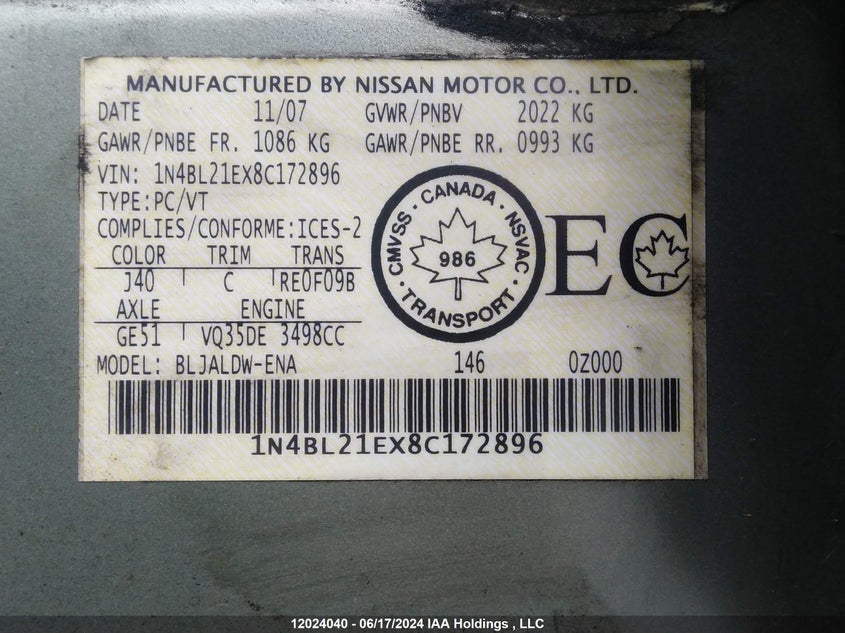 MANUFACTURED BY NISSAN MOTOR CO., LTD.
DATE 11/07 GVWR/PNBV 2022 KG
GAWR/PNBE FR. 1086 KG GAWR/PNBE RR. 0993 KG
VIN: 1N4BL21EX8C172896
TYPE:PC/VT
COMPLIES/CONFORME:ICES-2
COLOR TRIM TRANS
J40 C RE0F09B
AXLE ENGINE
GE51 VQ35DE 3498CC
MODEL: BLJALDW-ENA 146 0Z000
CMVSS · CANADA · NSVAC · TRANSPORT ·
986
EC
1N4BL21EX8C172896
12024040 - 06/17/2024 IAA Holdings , LLC